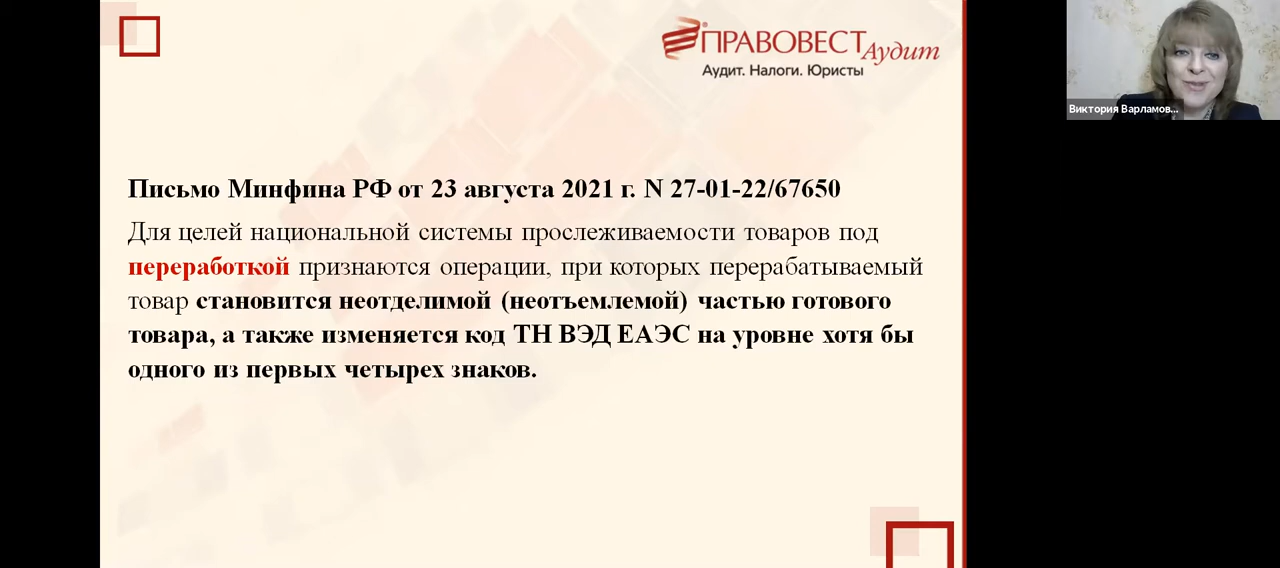 ПРАВОВЕСТ Аудит
Аудит. Налоги. Юристы
Виктория Варламов...
Письмо Минфина РФ от 23 августа 2021 г. N 27-01-22/67650
Для целей национальной системы прослеживаемости товаров под
переработкой признаются операции, при которых перерабатываемый
товар становится неотделимой (неотъемлемой) частью готового
товара, а также изменяется код ТН ВЭД ЕАЭС на уровне хотя бы
одного из первых четырех знаков.